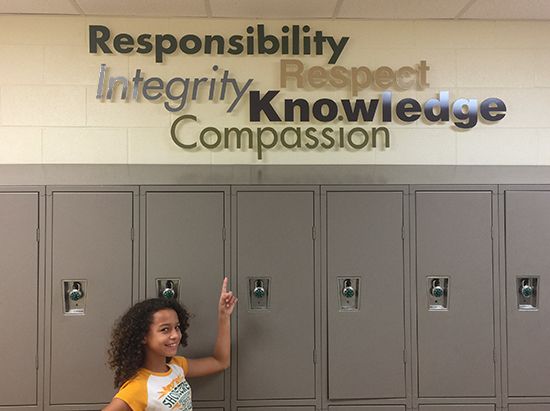 Responsibility
Integrity Respect
Knowledge
Compassion